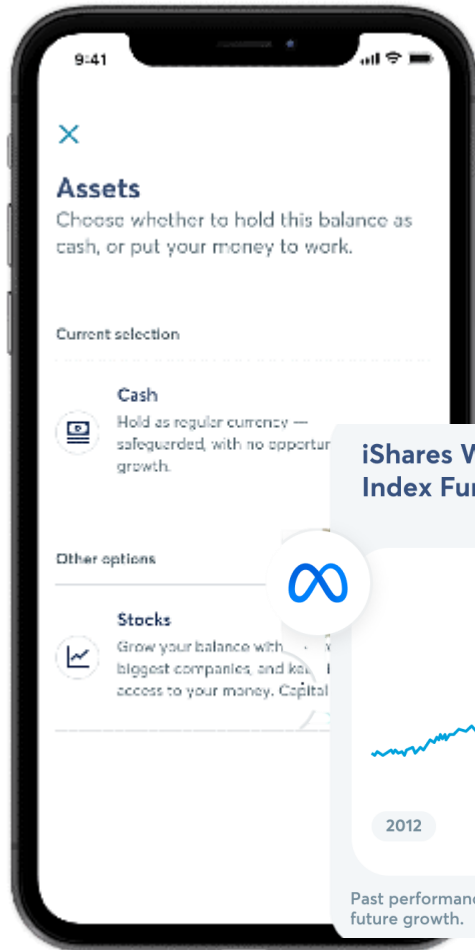 9:41
Assets
Choose whether to hold this balance as
cash, or put your money to work.
Current selection
Cash
Hold as regular currency —
safeguarded, with no
growth.
iShares
Index
Other options
Stocks
Grow your balance with
biggest companies, and
access to your money. Capital
2012
Past
future growth.